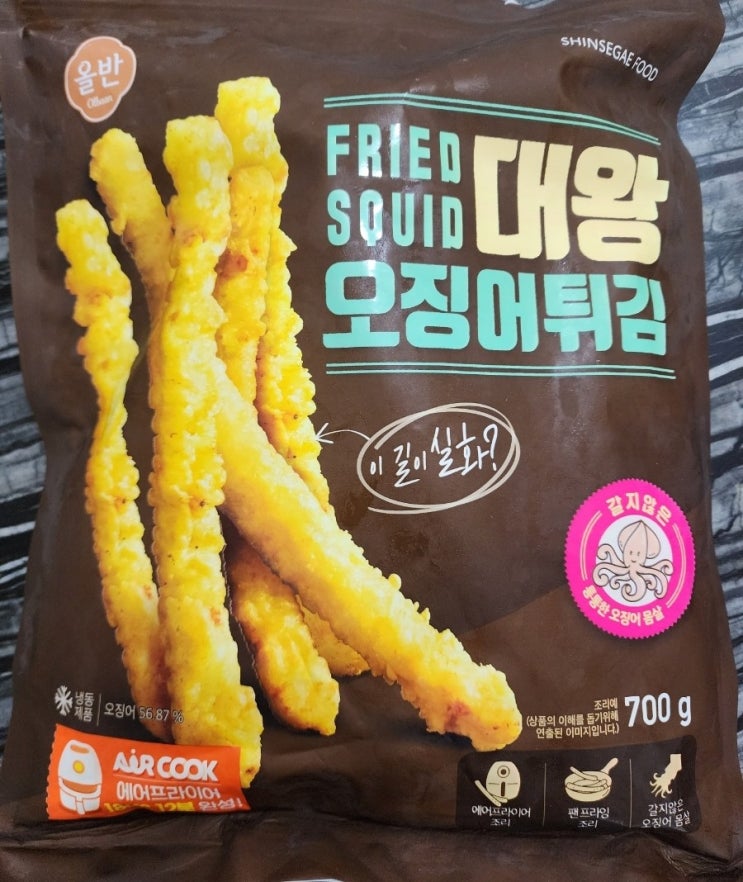 올반
Olbaan
SHINSEGAE FOOD
FRIED
SQUID
대왕
오징어튀김
이 길이 실화?
갈지않은
통통한 오징어 몸살
냉동
제품
오징어 56.87 %
조리예
(상품의 이해를 돕기위해
연출된 이미지입니다.)
700 g
AiR COOK
에어프라이어
완성!
에어프라이어
조리
팬프라잉
조리
갈지않은
오징어 몸살